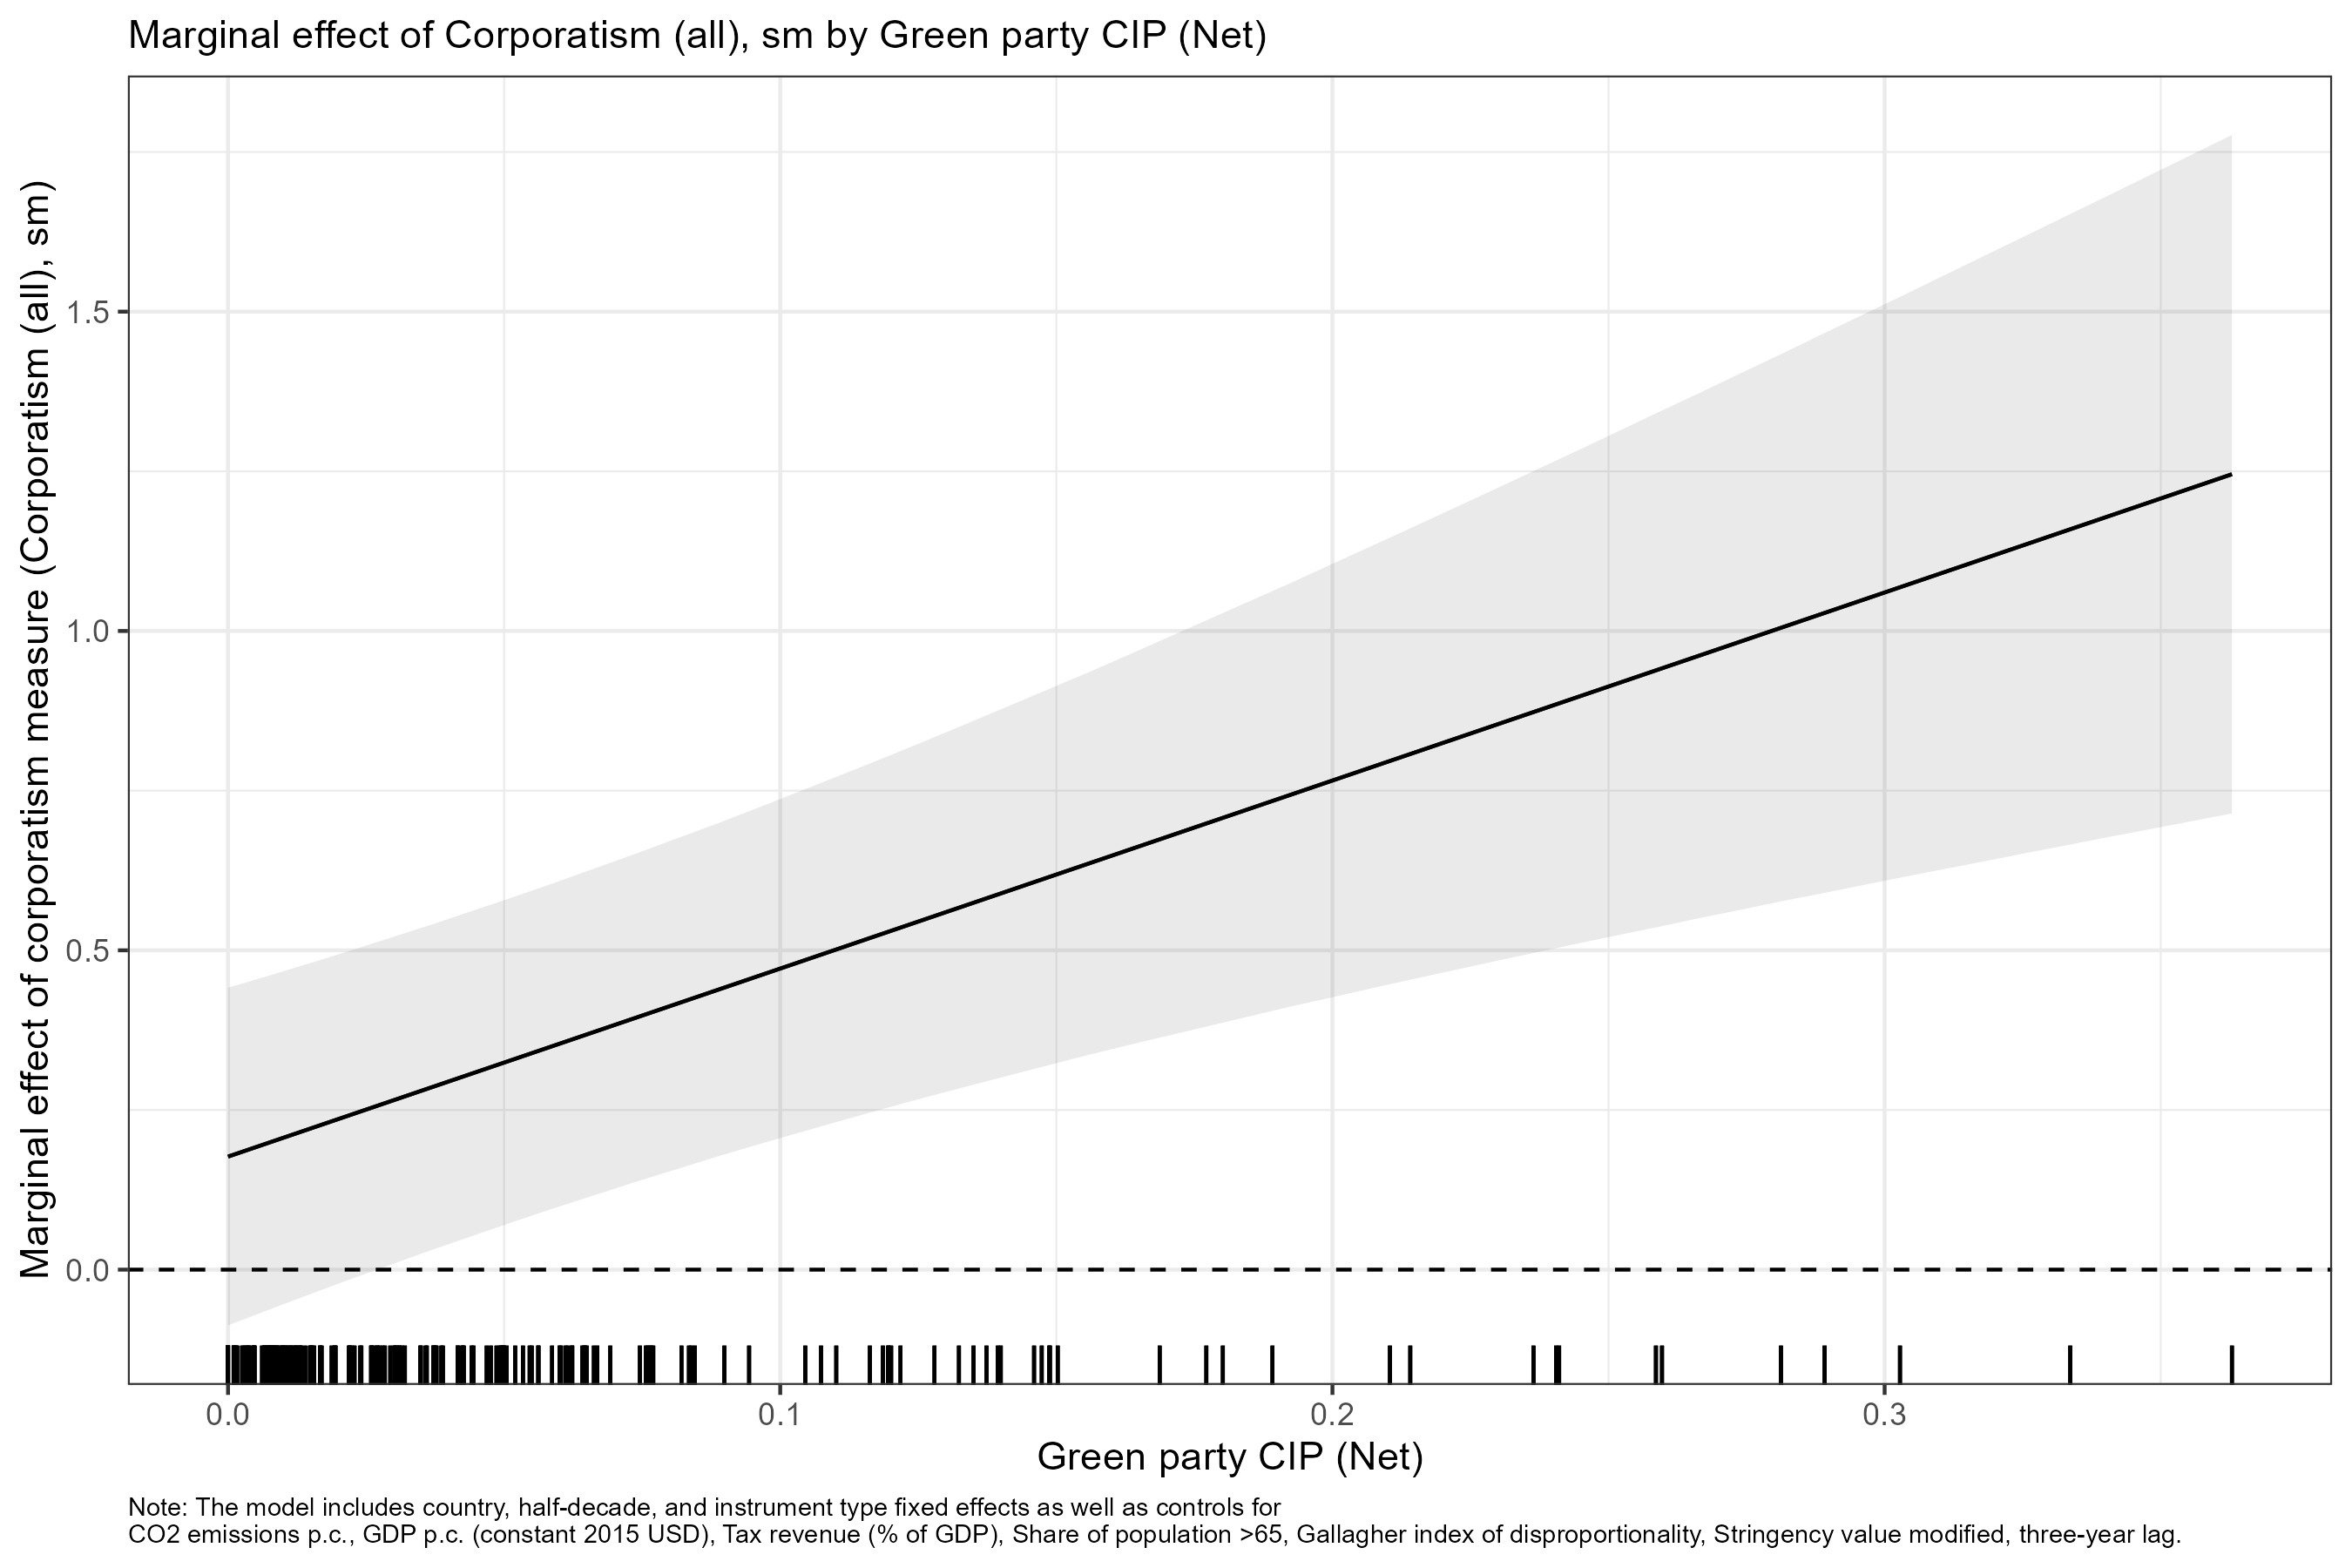 Marginal effect of Corporatism (all), sm by Green party CIP (Net)
Marginal effect of corporatism measure (Corporatism (all), sm)
1.5
1.0
0.5
0.0
0.0
0.1
0.2
0.3
Green party CIP (Net)
Note: The model includes country, half-decade, and instrument type fixed effects as well as controls for
CO2 emissions p.c., GDP p.c. (constant 2015 USD), Tax revenue (% of GDP), Share of population >65, Gallagher index of disproportionality, Stringency value modified, three-year lag.